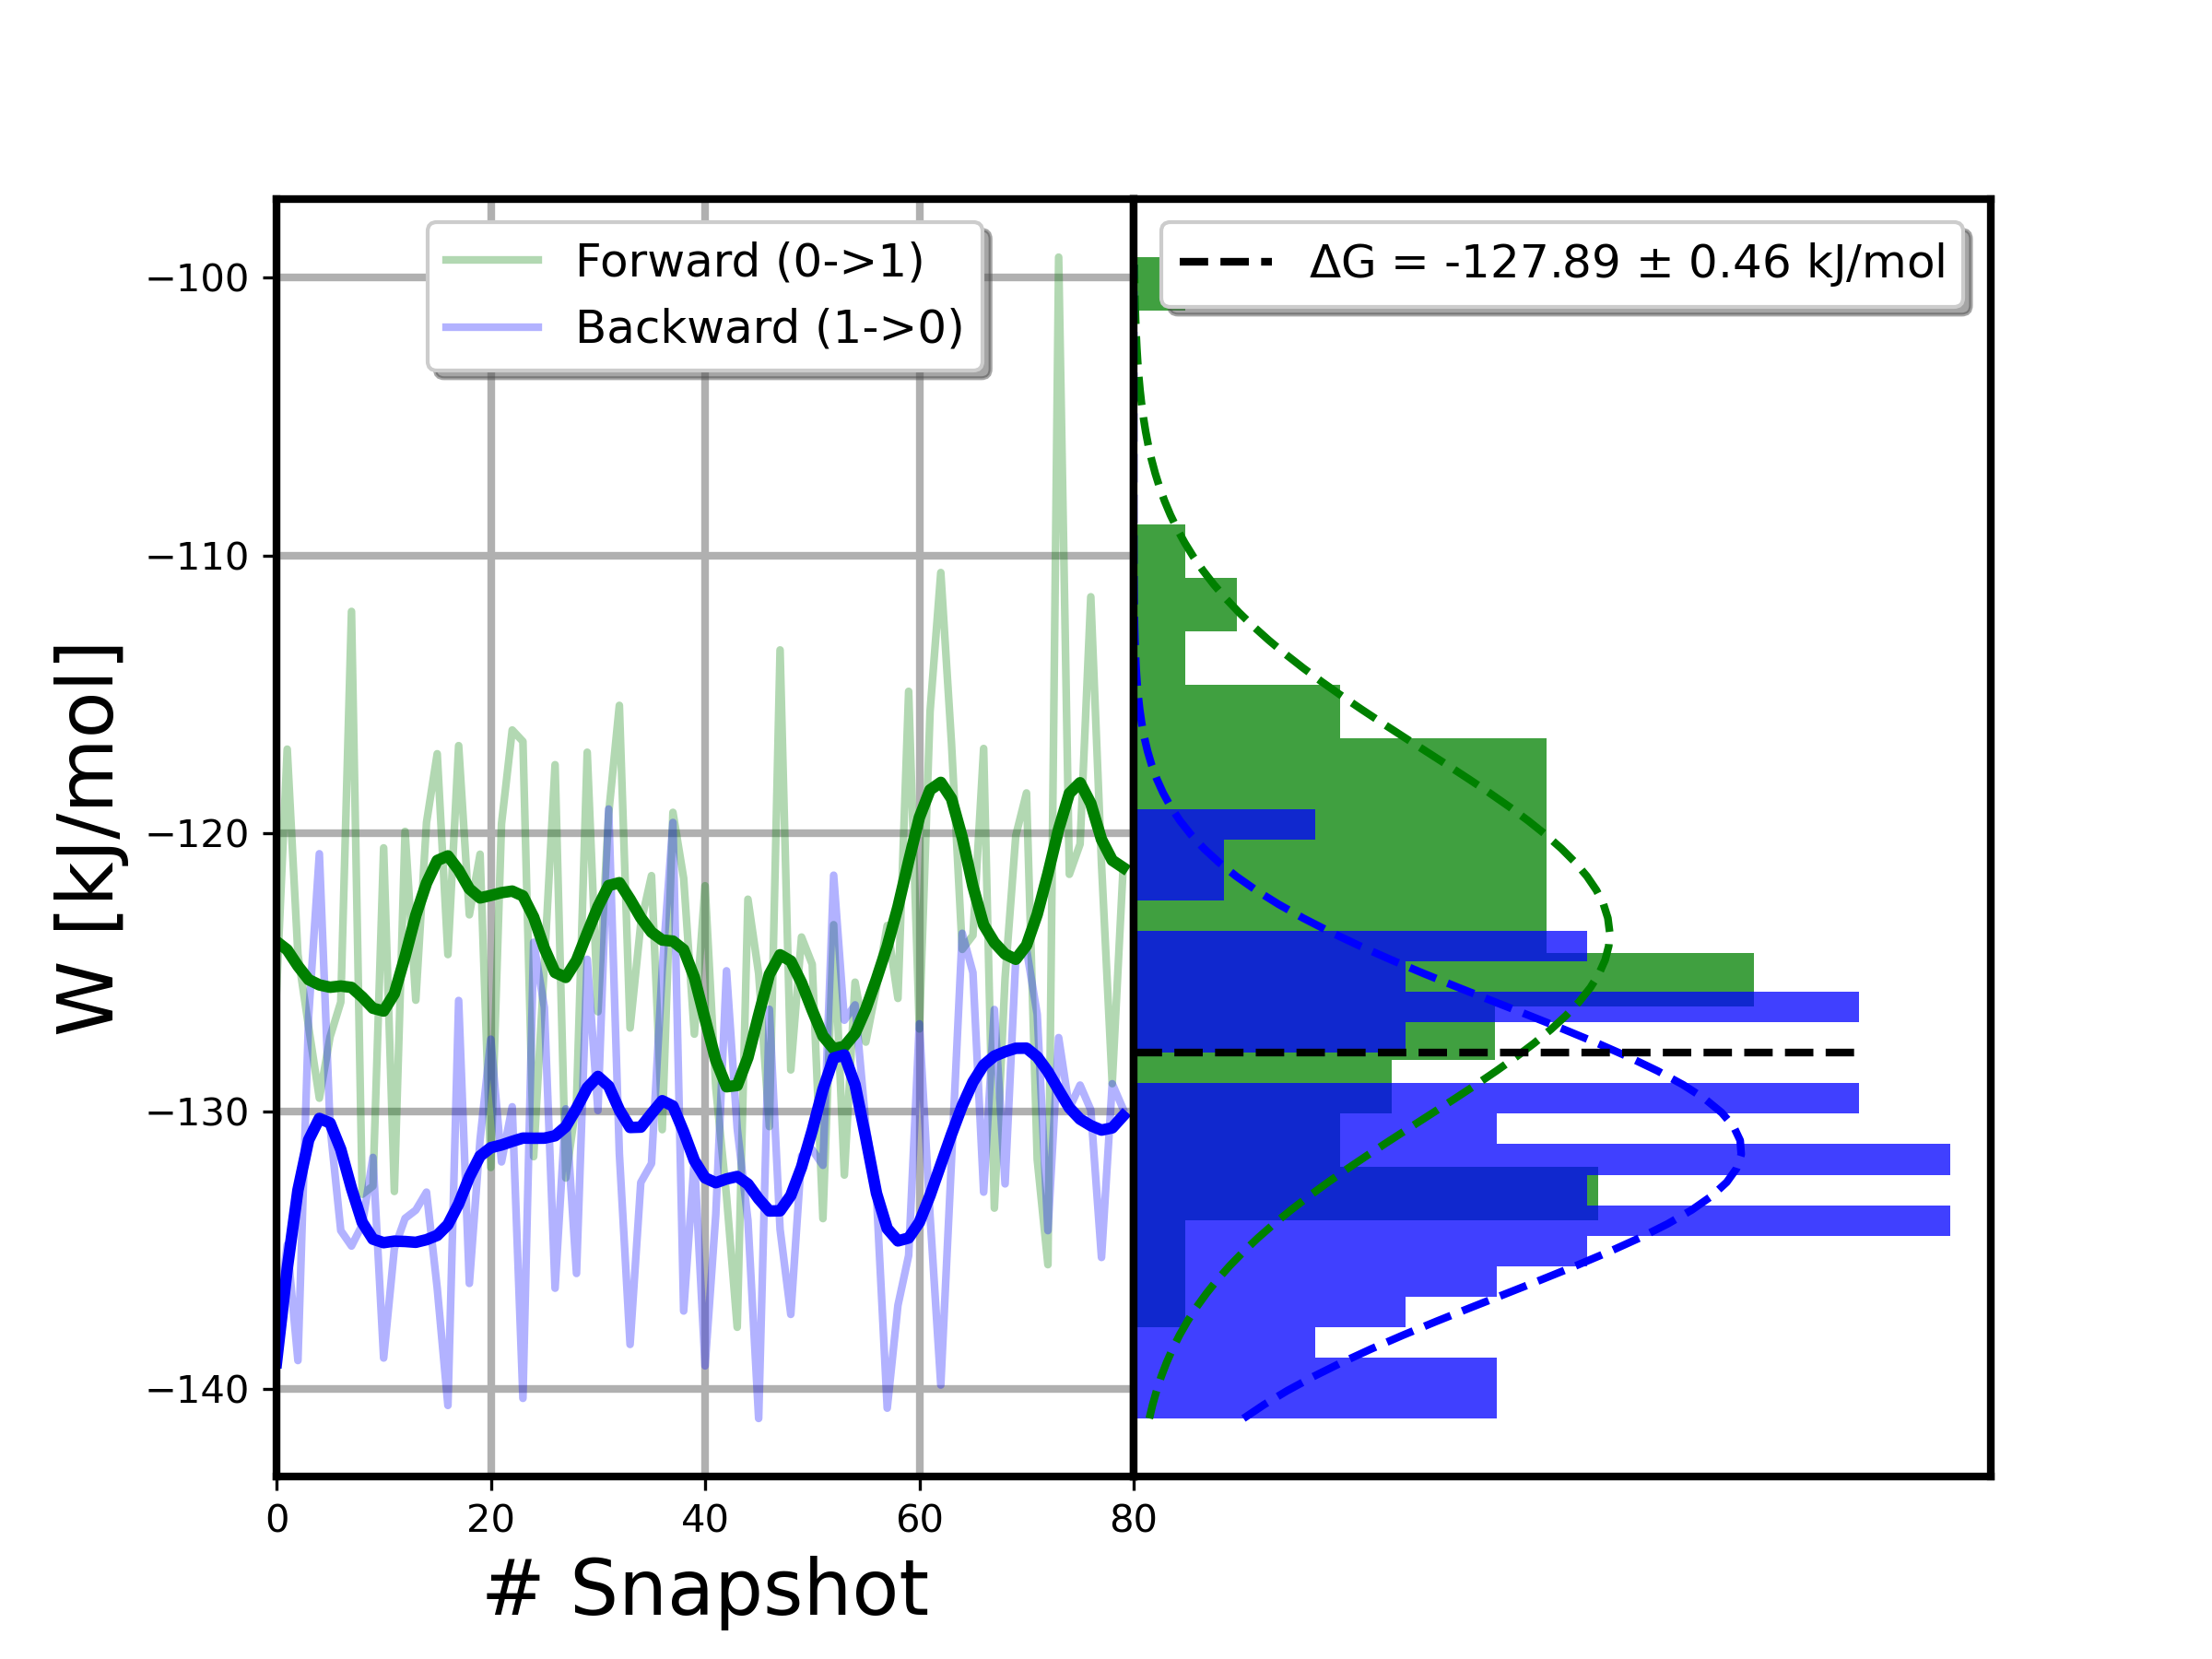 Forward (0->1)
Backward (1->0)
ΔG = -127.89 ± 0.46 kJ/mol
W [kJ/mol]
−100
−110
−120
−130
−140
0 20 40 60 80
# Snapshot